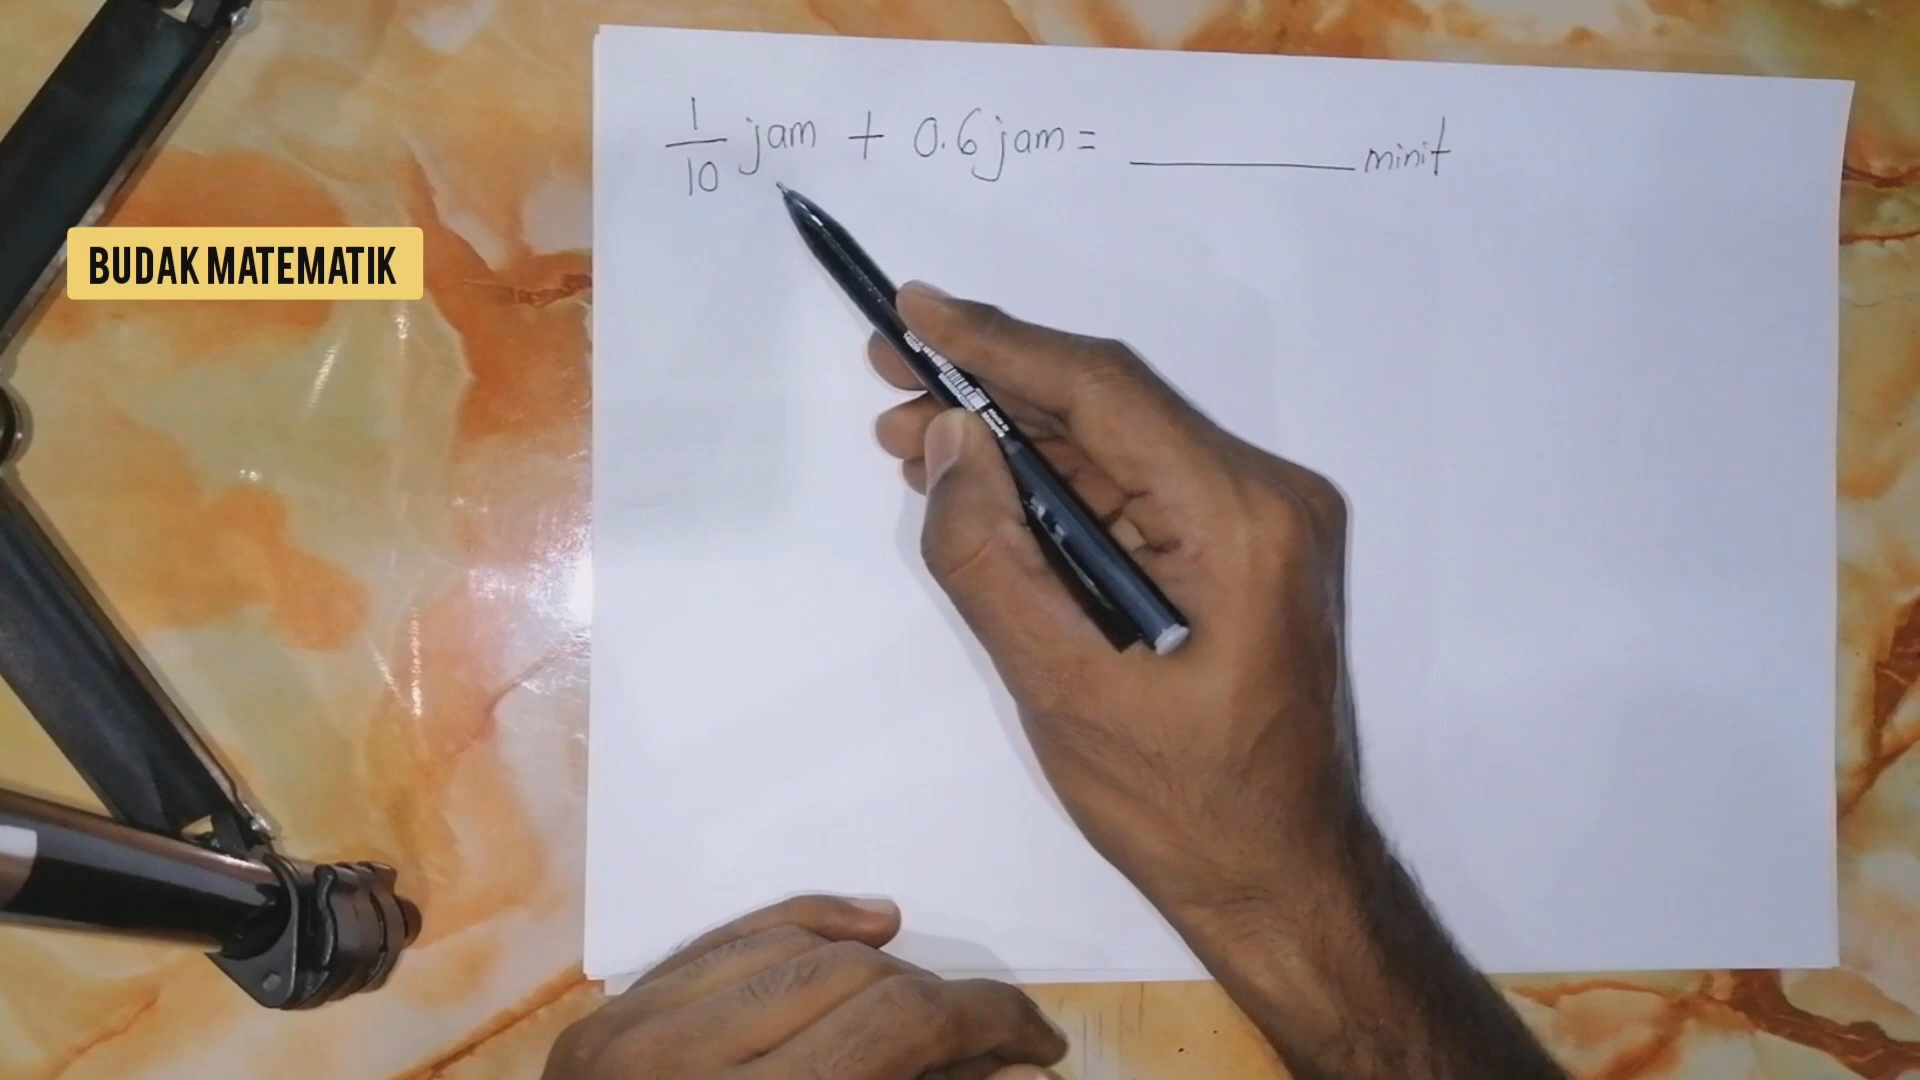 1/10 jam + 0.6 jam = ________ minit
BUDAK MATEMATIK